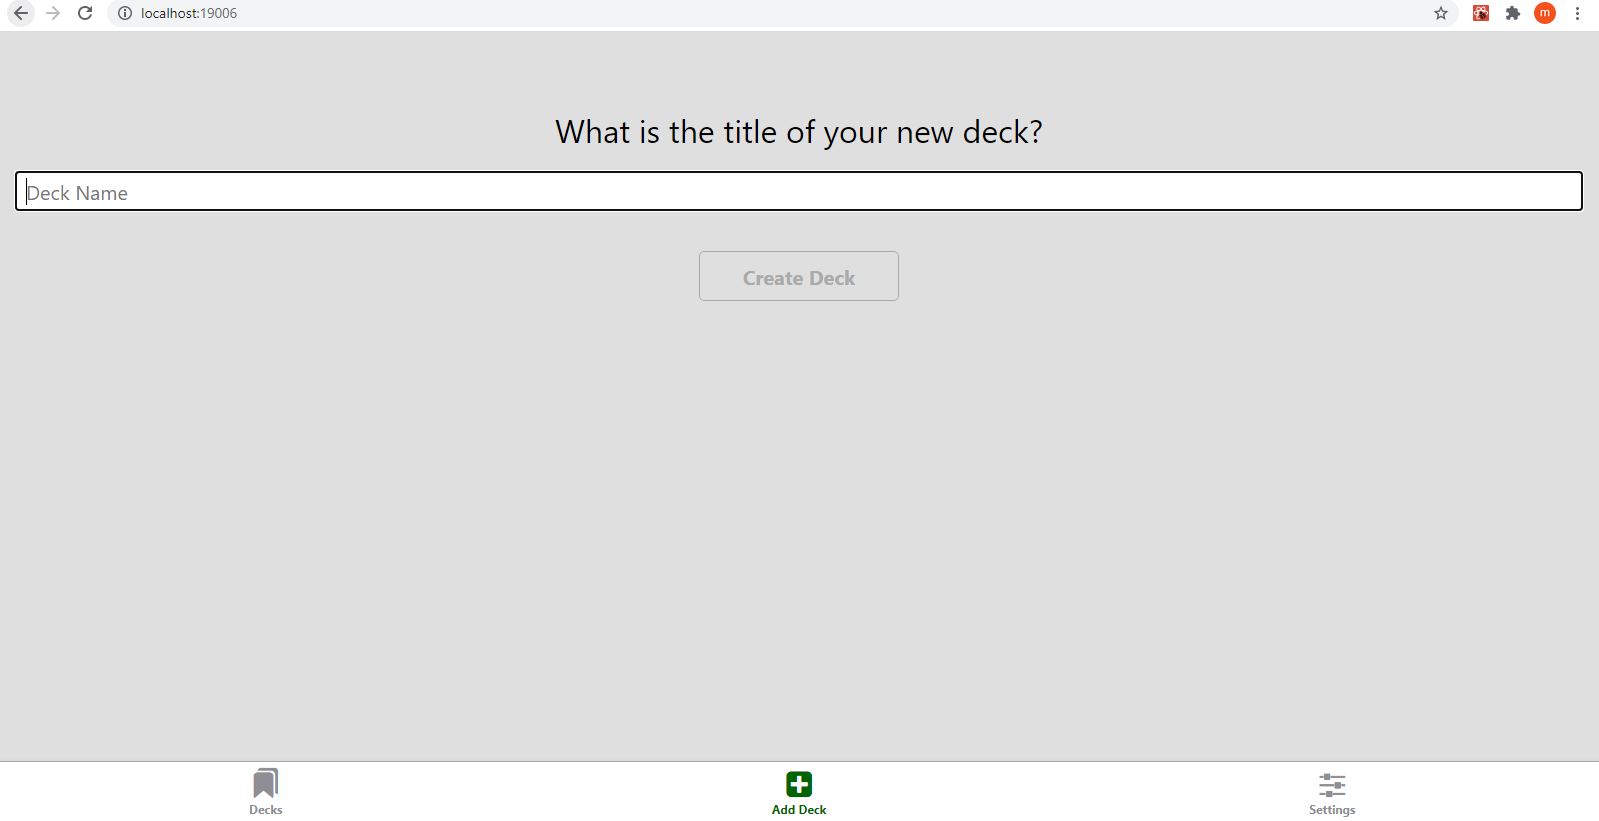 localhost:19006
m
What is the title of your new deck?
Deck Name
Create Deck
Decks
Add Deck
Settings